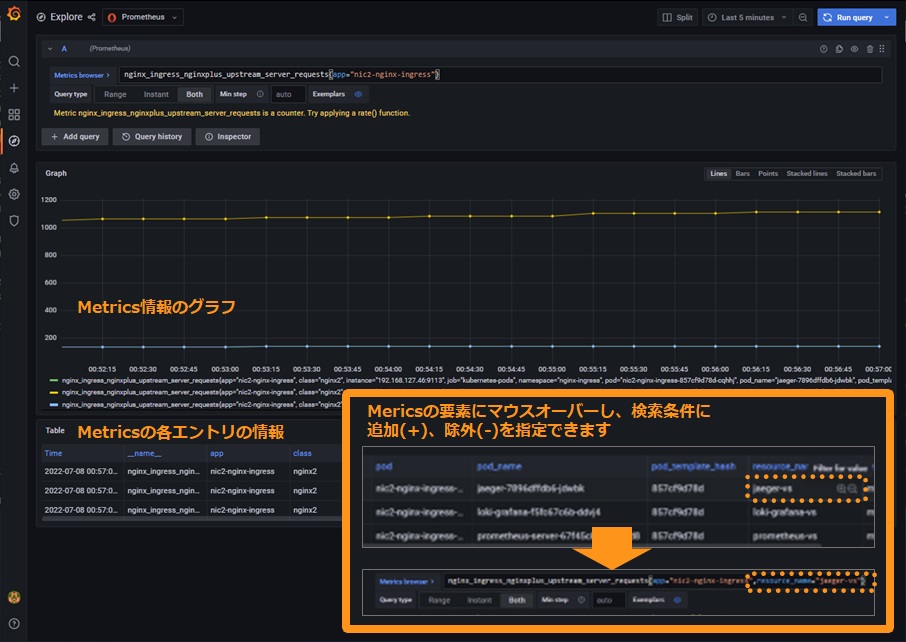 Explore
Prometheus
Split
Last 5 minutes
Run query
A
(Prometheus)
Metrics browser >
nginx_ingress_nginxplus_upstream_server_requests{app="nic2-nginx-ingress"}
Query type
Range
Instant
Both
Min step
auto
Exemplars
Metric nginx_ingress_nginxplus_upstream_server_requests is a counter. Try applying a rate() function.
+ Add query
Query history
Inspector
Graph
Lines
Bars
Points
Stacked lines
Stacked bars
1200
1000
800
600
400
200
Metrics情報のグラフ
00:52:15
00:52:30
00:52:45
00:53:00
00:53:15
00:53:30
00:53:45
00:54:00
00:54:15
00:54:30
00:54:45
00:55:00
00:55:15
00:55:30
00:55:45
00:56:00
00:56:15
00:56:30
00:56:45
00:57:00
nginx_ingress_nginxplus_upstream_server_requests{app="nic2-nginx-ingress", class="nginx2", instance="192.168.127.46:9113", job="kubernetes-pods", namespace="nginx-ingress", pod="nic2-nginx-ingress-857cf9d78d-cqhhj", pod_name="jaeger-7896dffdb6-jdwbk", pod_templa
nginx_ingress_nginxplus_upstream_server_requests{app="nic2-nginx-ingress", class="nginx2",
nginx_ingress_nginxplus_upstream_server_requests{app="nic2-nginx-ingress", class="nginx2",
Table
Metricsの各エントリの情報
Time
__name__
app
class
2022-07-08 00:57:0...
nginx_ingress_ngin...
nic2-nginx-ingress
nginx2
2022-07-08 00:57:0...
nginx_ingress_ngin...
nic2-nginx-ingress
nginx2
2022-07-08 00:57:0...
nginx_ingress_ngin...
nic2-nginx-ingress
nginx2
Mericsの要素にマウスオーバーし、検索条件に
追加(+)、除外(-)を指定できます
pod
pod_name
pod_template_hash
resource_nar
Filter for value
nic2-nginx-ingress-...
jaeger-7896dffdb6-jdwbk
857cf9d78d
jaeger-vs
nic2-nginx-ingress-...
loki-grafana-f5fc67c6b-ddvj4
857cf9d78d
loki-grafana-vs
nic2-nginx-ingress-...
857cf9d78d
prometheus-vs
Metrics browser >
nginx_ingress_nginxplus_upstream_server_requests{app="nic2-nginx-ingress",resource_name="jaeger-vs"}
Query type
Range
Instant
Both
Min step
auto
Exemplars